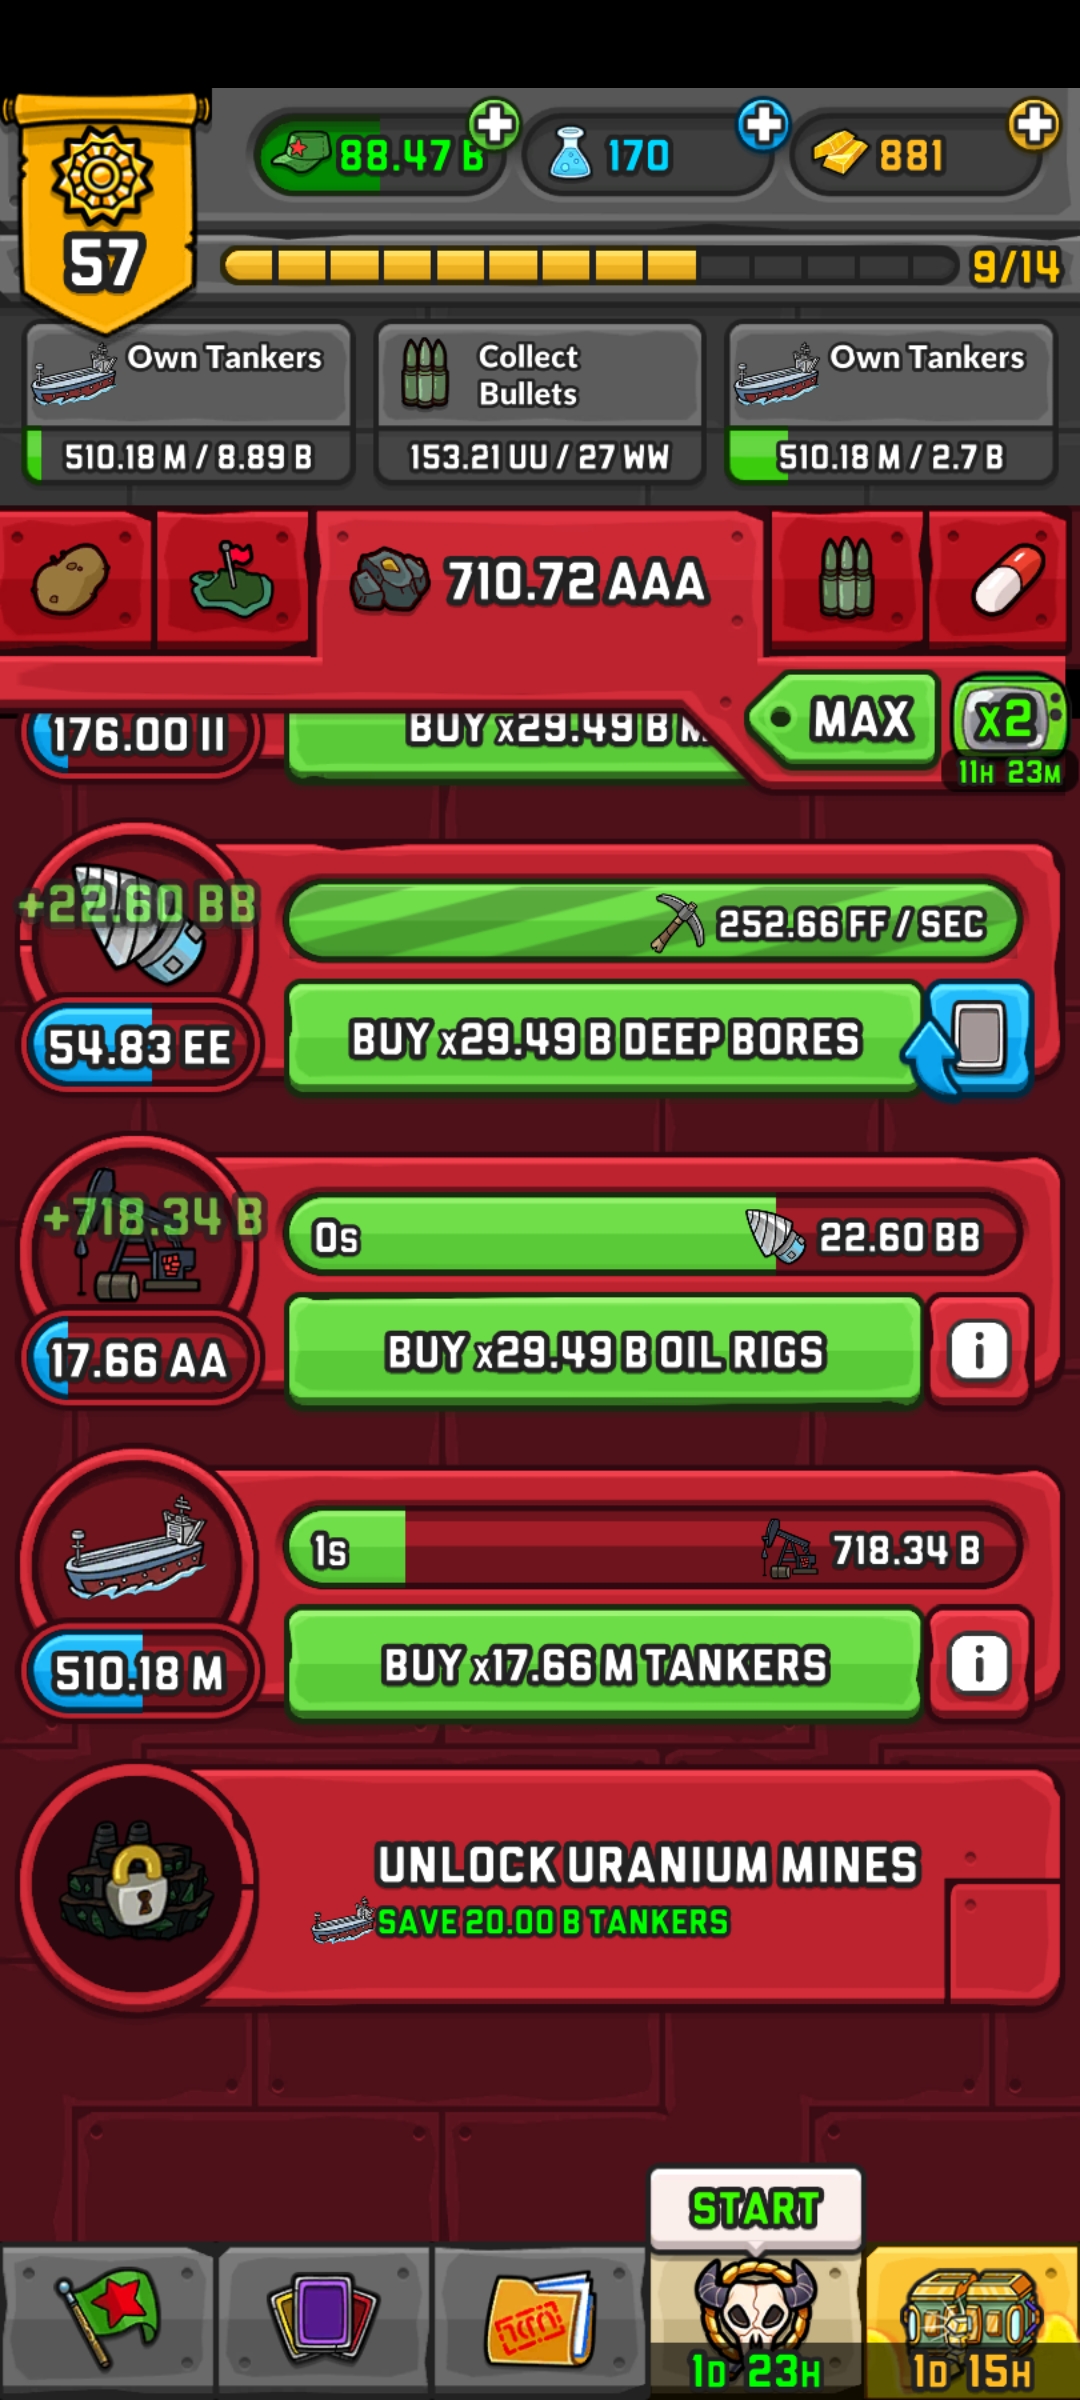 88.47 B
170
881
57
9/14
Own Tankers
510.18 M / 8.89 B
Collect
Bullets
153.21 UU / 27 WW
Own Tankers
510.18 M / 2.7 B
710.72 AAA
MAX
x2
11H 23M
176.00 II
BUY x29.49 B
+22.60 BB
252.66 FF / SEC
54.83 EE
BUY x29.49 B DEEP BORES
+718.34 B
0s
22.60 BB
17.66 AA
BUY x29.49 B OIL RIGS
i
1s
718.34 B
510.18 M
BUY x17.66 M TANKERS
i
UNLOCK URANIUM MINES
SAVE 20.00 B TANKERS
START
1D 23H
1D 15H